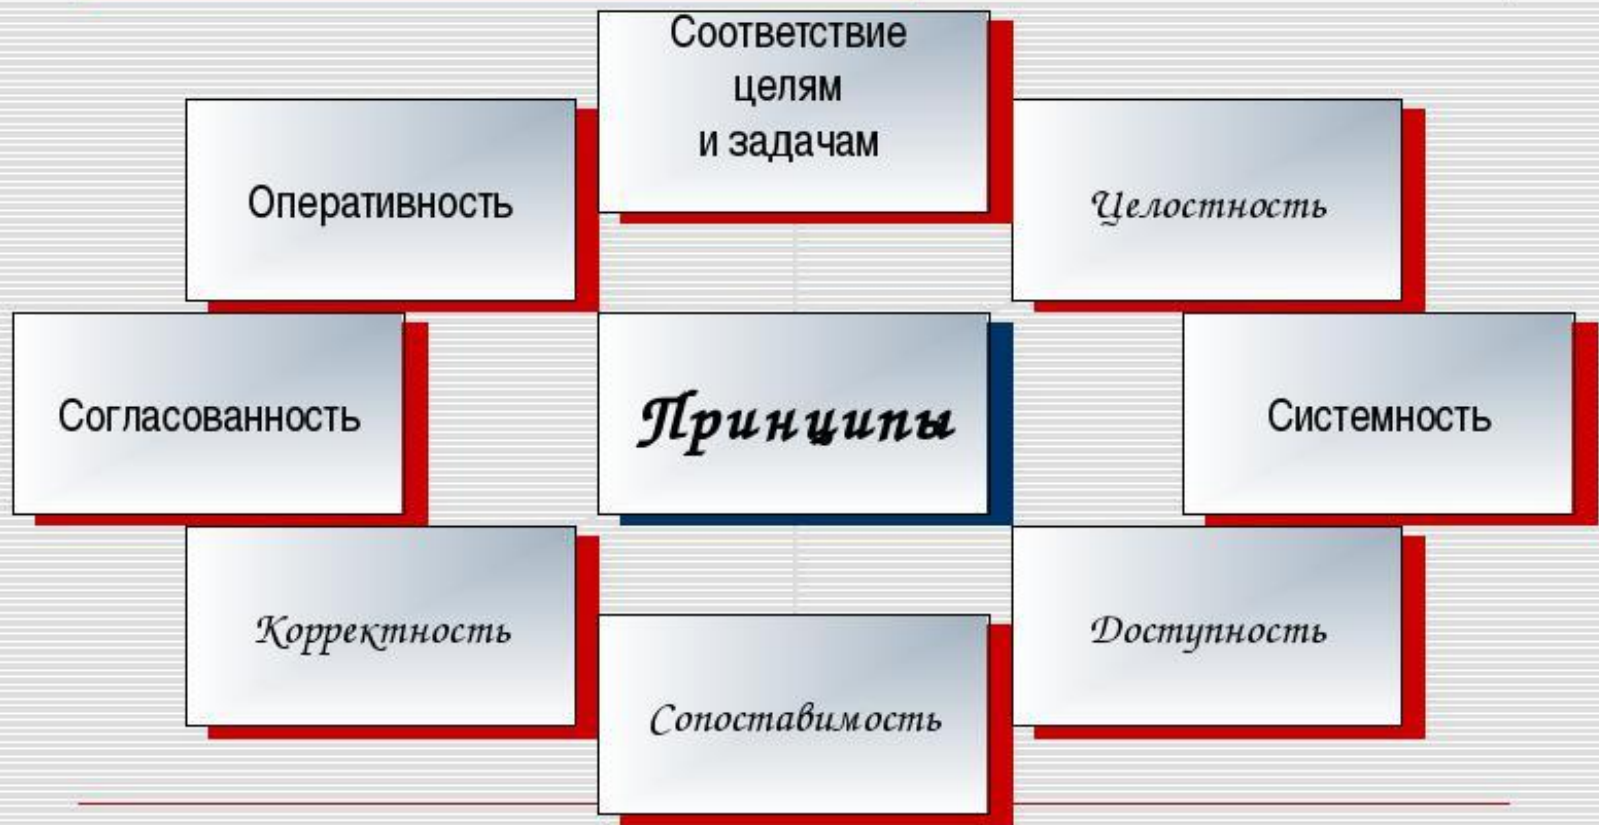 Соответствие
целям
и задачам
Оперативность
Целостность
Согласованность
Принципы
Системность
Корректность
Доступность
Сопоставимость